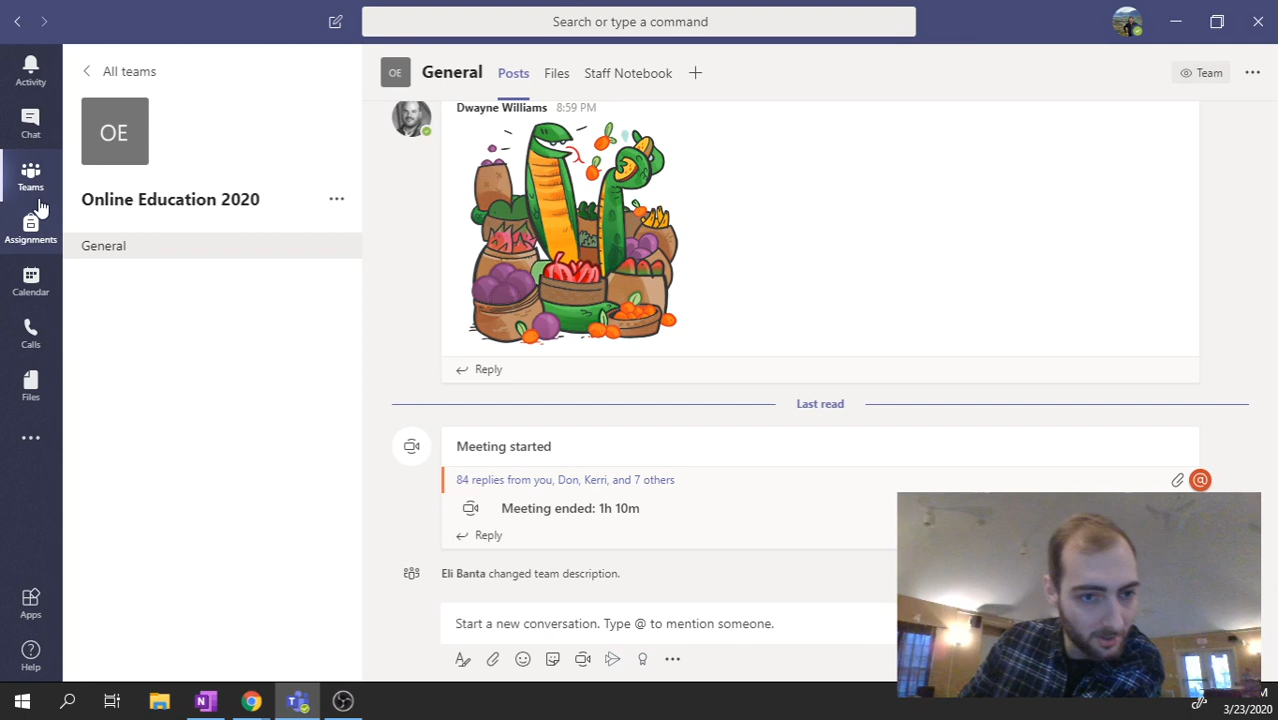 Search or type a command
Activity
Chat
Teams
Assignments
Calendar
Calls
Files
Apps
Help
All teams
OE
Online Education 2020
General
OE
General
Posts
Files
Staff Notebook
Team
Dwayne Williams
8:59 PM
Reply
Last read
Meeting started
84 replies from you, Don, Kerri, and 7 others
@
Meeting ended: 1h 10m
Reply
Eli Banta changed team description.
Start a new conversation. Type @ to mention someone.
3/23/2020